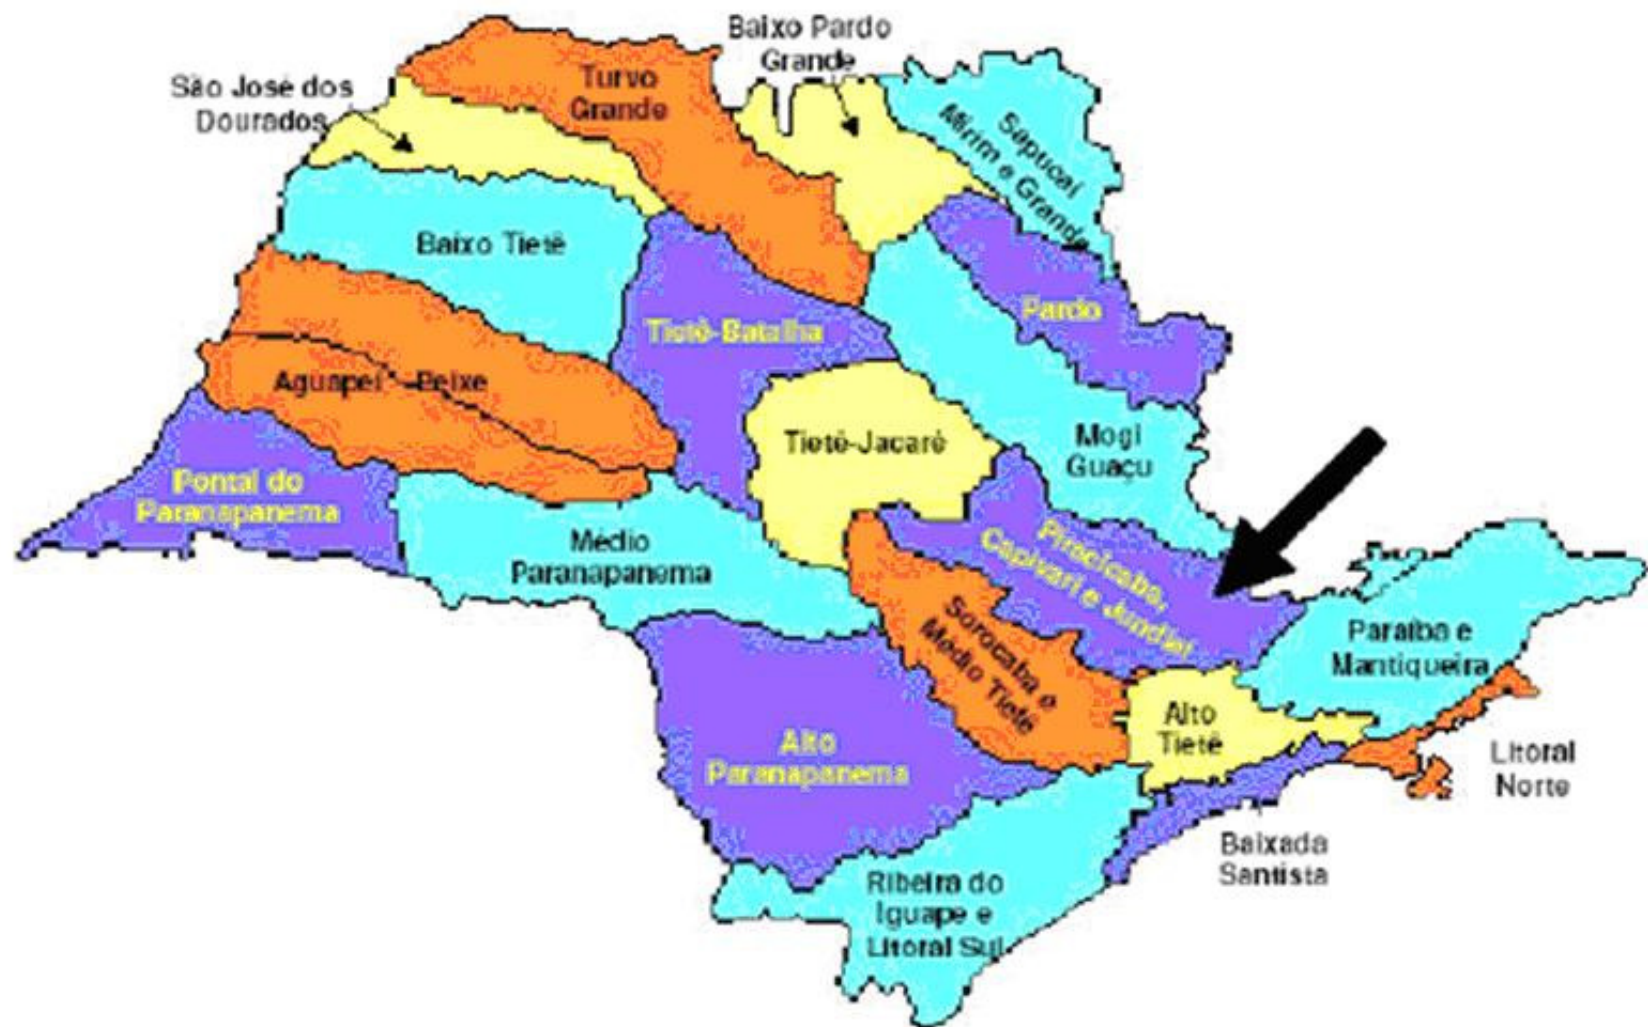 Baixo Pardo
Grande
São José dos
Dourados
Turvo
Grande
Sapucaí
Mirim e Grande
Baixo Tietê
Pardo
Tietê-Batalha
Aguapeí
Peixe
Tietê-Jacaré
Mogi
Guaçu
Pontal do
Paranapanema
Médio
Paranapanema
Piracicaba,
Capivari e Jundiaí
Sorocaba e
Médio Tietê
Paraíba e
Mantiqueira
Alto
Tietê
Alto
Paranapanema
Litoral
Norte
Baixada
Santista
Ribeira do
Iguape e
Litoral Sul